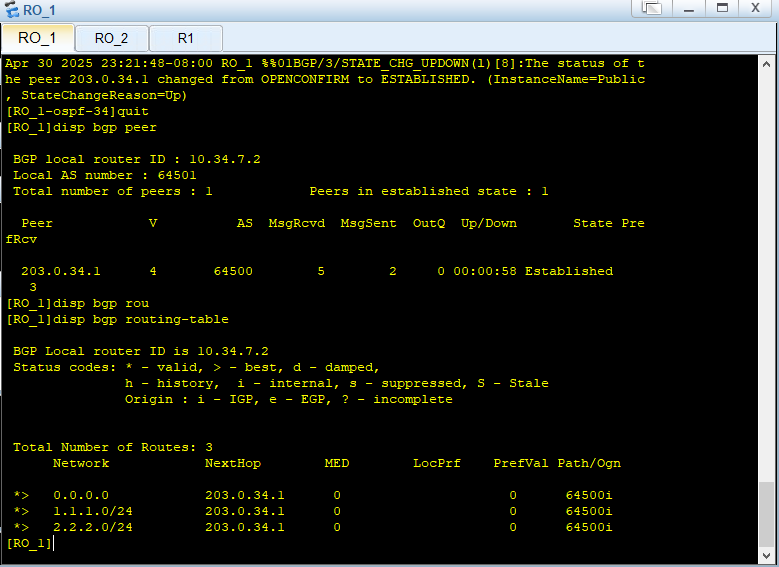 RO_1
RO_1 RO_2 R1
Apr 30 2025 23:21:48-08:00 RO_1 %%01BGP/3/STATE_CHG_UPDOWN(l)[8]:The status of t
he peer 203.0.34.1 changed from OPENCONFIRM to ESTABLISHED. (InstanceName=Public
, StateChangeReason=Up)
[RO_1-ospf-34]quit
[RO_1]disp bgp peer
BGP local router ID : 10.34.7.2
Local AS number : 64501
Total number of peers : 1 Peers in established state : 1
Peer V AS MsgRcvd MsgSent OutQ Up/Down State Pre
fRcv
203.0.34.1 4 64500 5 2 0 00:00:58 Established
3
[RO_1]disp bgp rou
[RO_1]disp bgp routing-table
BGP Local router ID is 10.34.7.2
Status codes: * - valid, > - best, d - damped,
h - history, i - internal, s - suppressed, S - Stale
Origin : i - IGP, e - EGP, ? - incomplete
Total Number of Routes: 3
Network NextHop MED LocPrf PrefVal Path/Ogn
*> 0.0.0.0 203.0.34.1 0 0 64500i
*> 1.1.1.0/24 203.0.34.1 0 0 64500i
*> 2.2.2.0/24 203.0.34.1 0 0 64500i
[RO_1]